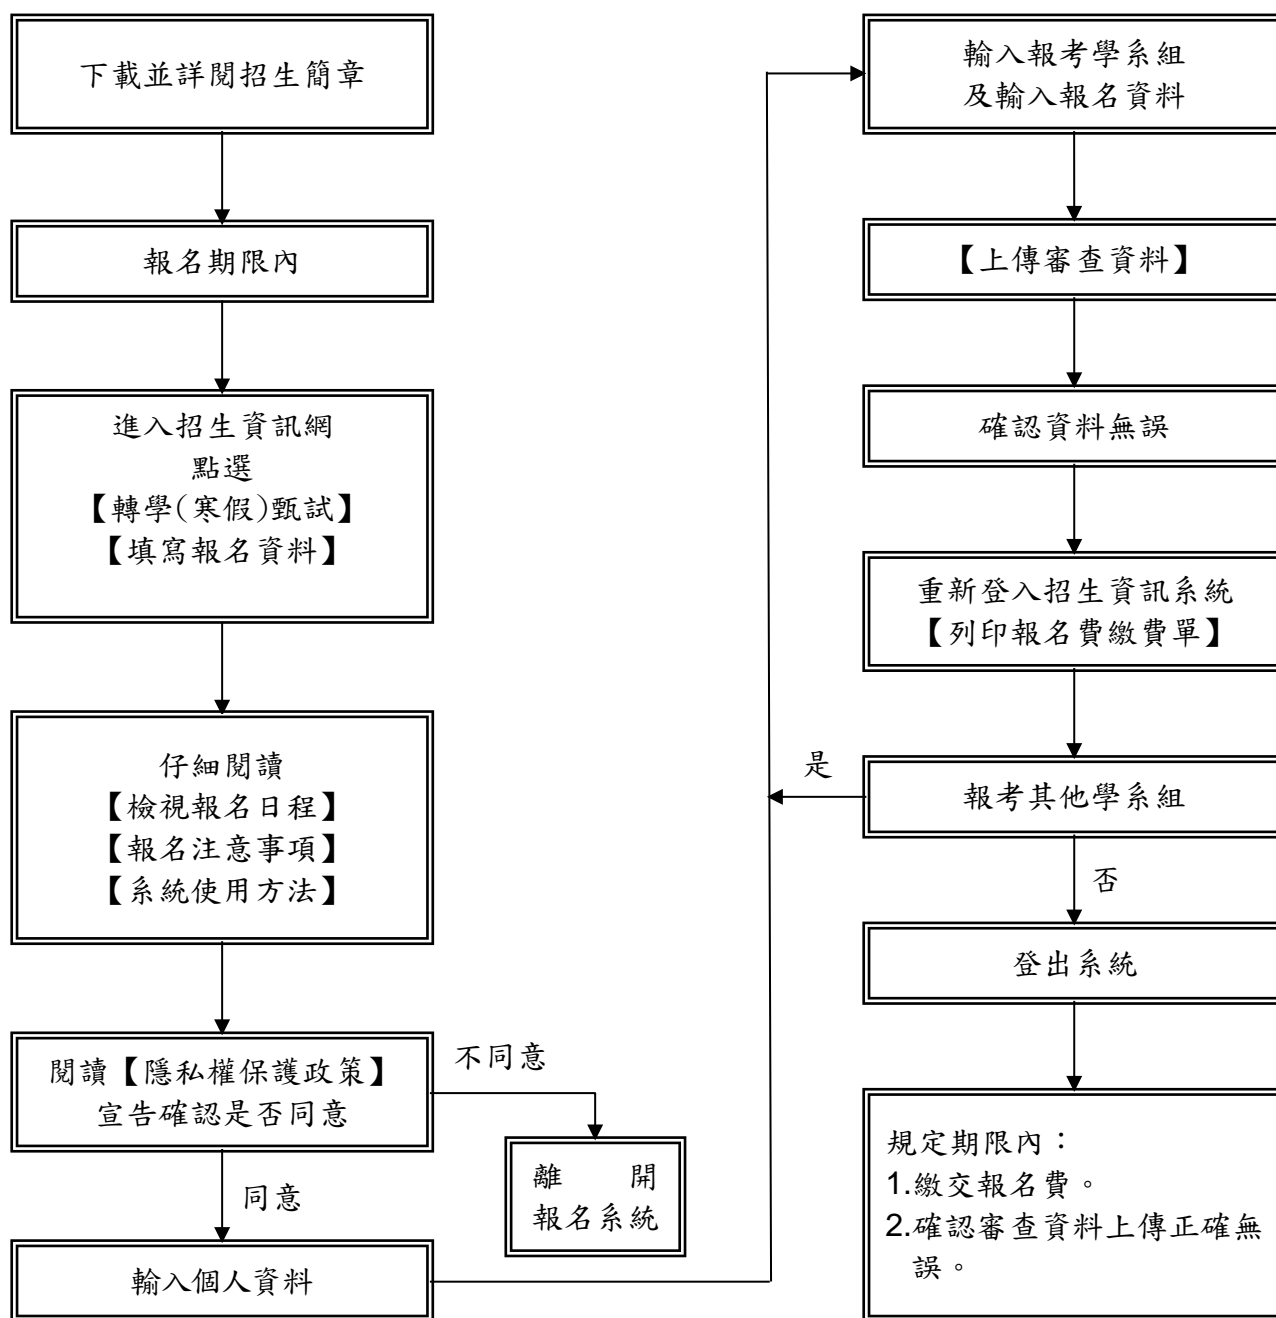 下載並詳閱招生簡章
報名期限內
進入招生資訊網
點選
【轉學(寒假)甄試】
【填寫報名資料】
仔細閱讀
【檢視報名日程】
【報名注意事項】
【系統使用方法】
閱讀【隱私權保護政策】
宣告確認是否同意
不同意
離 開
報名系統
同意
輸入個人資料
輸入報考學系組
及輸入報名資料
【上傳審查資料】
確認資料無誤
重新登入招生資訊系統
【列印報名費繳費單】
報考其他學系組
是
否
登出系統
規定期限內：
1.繳交報名費。
2.確認審查資料上傳正確無
誤。